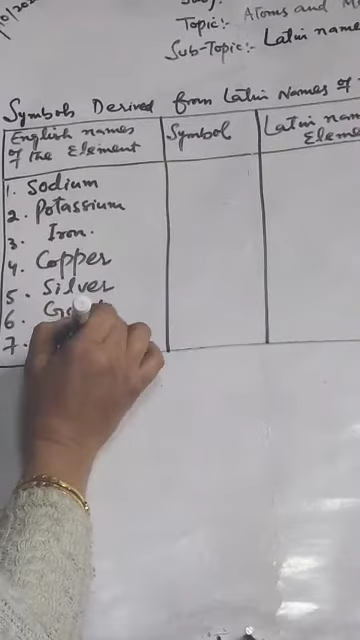 Topic:- Atoms and
Sub-Topic:- Latin name
Symbols Derived from Latin Names of
English names of the Element
Symbol
Latin nam
Elemen
1. Sodium
2. Potassium
3. Iron.
4. Copper
5. Silver
6.
7.